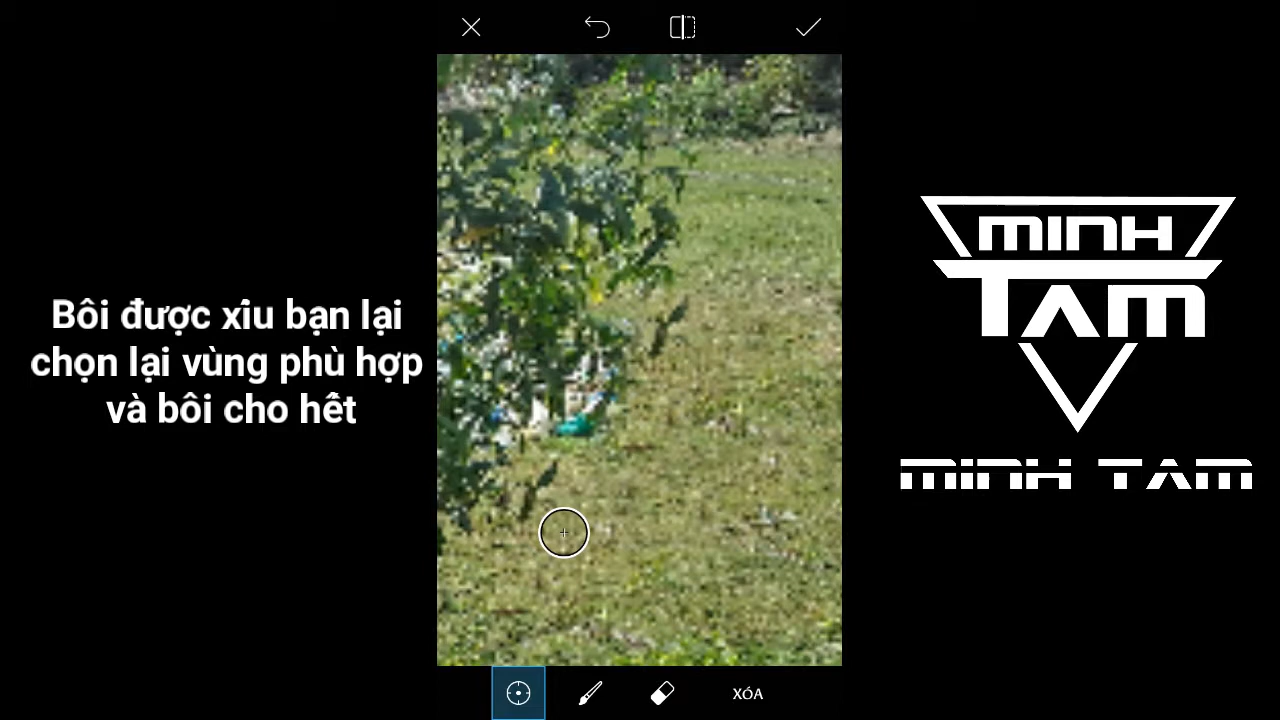 Bôi được xíu bạn lại
chọn lại vùng phù hợp
và bôi cho hết
XÓA
MINH
TAM
MINH TAM